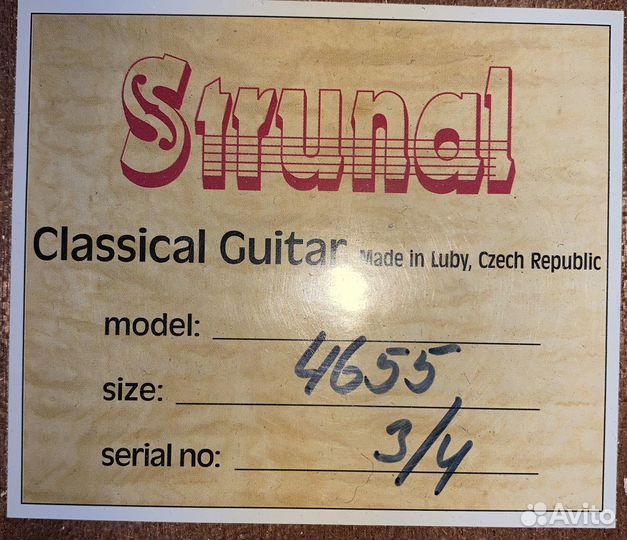 Strunal
Classical Guitar Made in Luby, Czech Republic
model:
4655
size:
3/4
serial no:
Avito